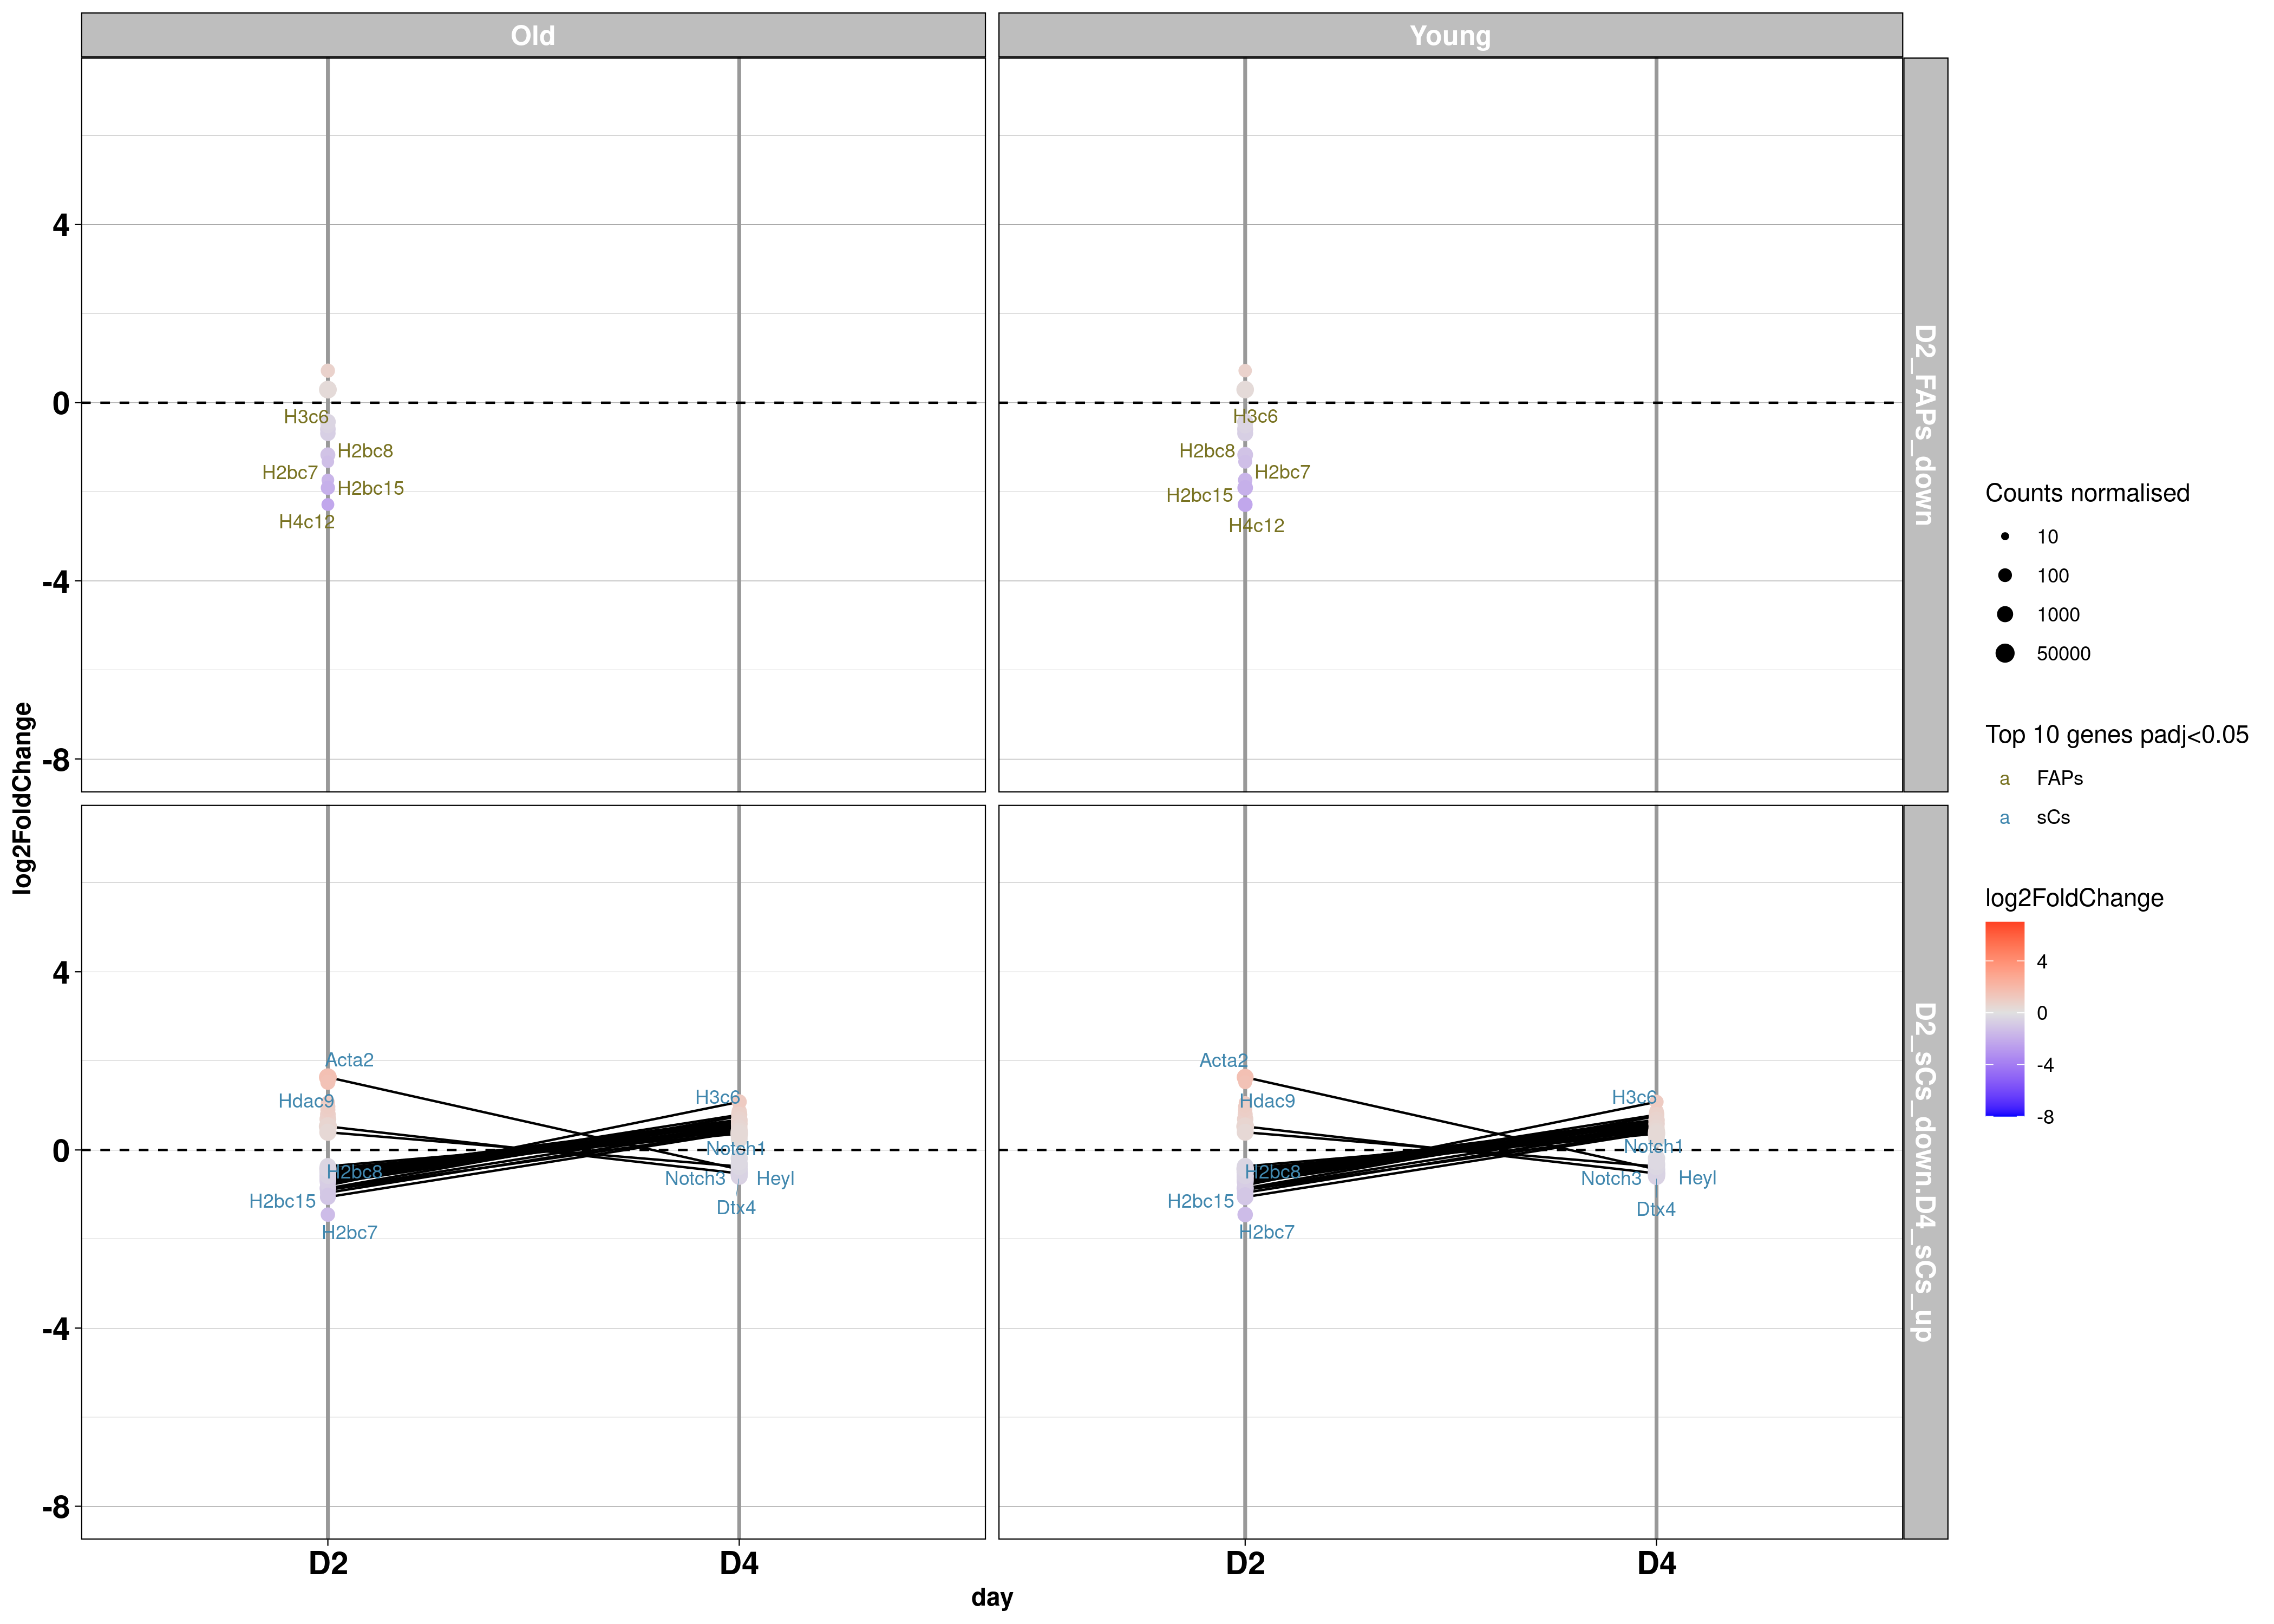 Old
Young
4
0
-4
-8
H3c6
H2bc8
H2bc7
H2bc15
H4c12
H3c6
H2bc8
H2bc7
H2bc15
H4c12
D2_FAPs_down
log2FoldChange
4
0
-4
-8
Acta2
Hdac9
H2bc8
H2bc15
H2bc7
H3c6
Notch1
Notch3
Heyl
Dtx4
Acta2
Hdac9
H2bc8
H2bc15
H2bc7
H3c6
Notch1
Notch3
Heyl
Dtx4
D2_sCs_down.D4_sCs_up
D2
D4
D2
D4
day
Counts normalised
10
100
1000
50000
Top 10 genes padj<0.05
a FAPs
a sCs
log2FoldChange
4
0
-4
-8